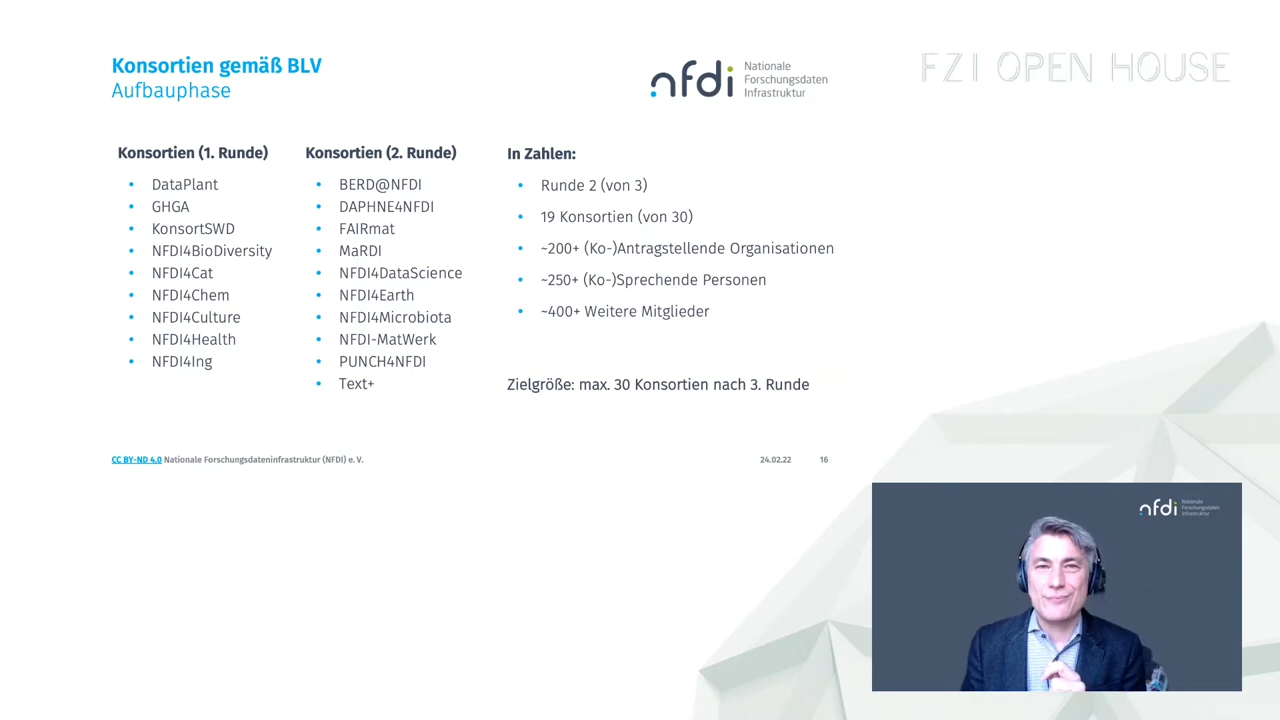 Konsortien gemäß BLV
Aufbauphase
nfdi
Nationale
Forschungsdaten
Infrastruktur
FZI OPEN HOUSE
Konsortien (1. Runde)
• DataPlant
• GHGA
• KonsortSWD
• NFDI4BioDiversity
• NFDI4Cat
• NFDI4Chem
• NFDI4Culture
• NFDI4Health
• NFDI4Ing
Konsortien (2. Runde)
• BERD@NFDI
• DAPHNE4NFDI
• FAIRmat
• MaRDI
• NFDI4DataScience
• NFDI4Earth
• NFDI4Microbiota
• NFDI-MatWerk
• PUNCH4NFDI
• Text+
In Zahlen:
• Runde 2 (von 3)
• 19 Konsortien (von 30)
• ~200+ (Ko-)Antragstellende Organisationen
• ~250+ (Ko-)Sprechende Personen
• ~400+ Weitere Mitglieder
Zielgröße: max. 30 Konsortien nach 3. Runde
CC BY-ND 4.0 Nationale Forschungsdateninfrastruktur (NFDI) e. V.
24.02.22 16
nfdi
Nationale
Forschungsdaten
Infrastruktur